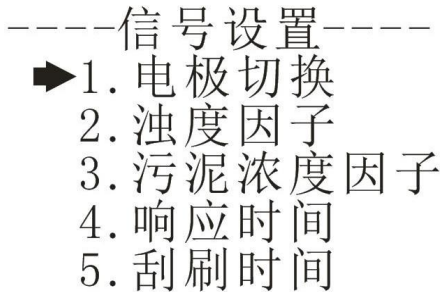 ----信号设置----
➡1.电极切换
2.浊度因子
3.污泥浓度因子
4.响应时间
5.刮刷时间